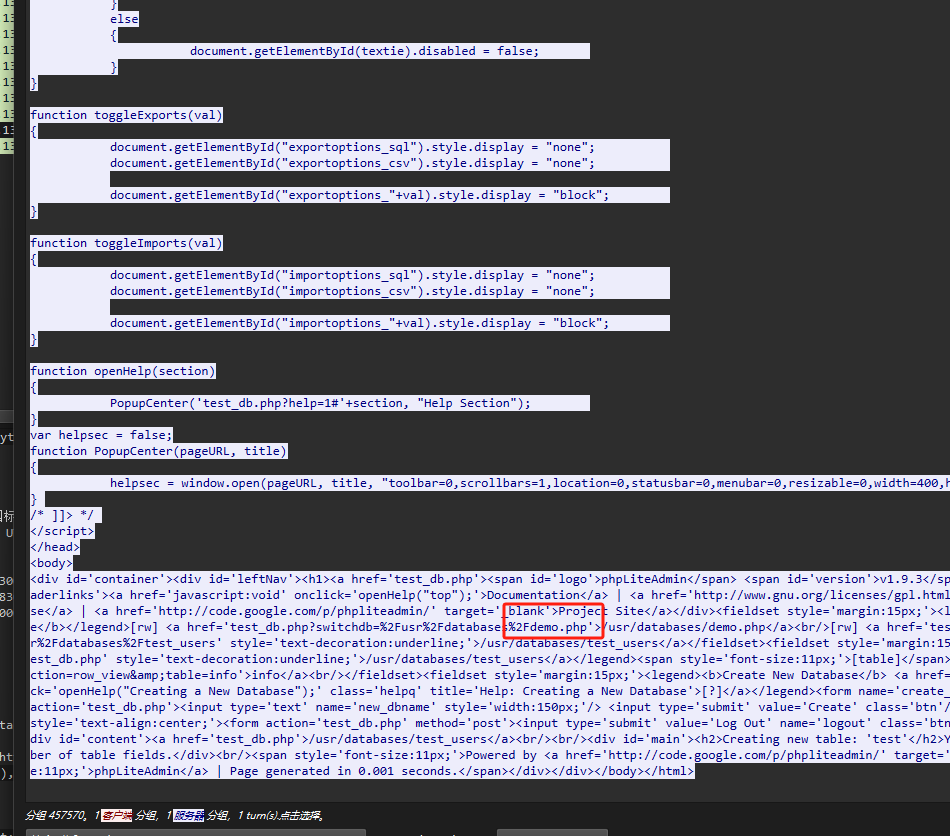 }
else
{
document.getElementById(textie).disabled = false;
}
}
function toggleExports(val)
{
document.getElementById("exportoptions_sql").style.display = "none";
document.getElementById("exportoptions_csv").style.display = "none";
document.getElementById("exportoptions_"+val).style.display = "block";
}
function toggleImports(val)
{
document.getElementById("importoptions_sql").style.display = "none";
document.getElementById("importoptions_csv").style.display = "none";
document.getElementById("importoptions_"+val).style.display = "block";
}
function openHelp(section)
{
PopupCenter('test_db.php?help=1#'+section, "Help Section");
}
var helpsec = false;
function PopupCenter(pageURL, title)
{
helpsec = window.open(pageURL, title, "toolbar=0,scrollbars=1,location=0,statusbar=0,menubar=0,resizable=0,width=400,h
}
/* ]]> */
</script>
</head>
<body>
<div id='container'><div id='leftNav'><h1><a href='test_db.php'><span id='logo'>phpLiteAdmin</span> <span id='version'>v1.9.3</sp
aderlinks'><a href='javascript:void' onclick='openHelp("top");'>Documentation</a> | <a href='http://www.gnu.org/licenses/gpl.html
se</a> | <a href='http://code.google.com/p/phpliteadmin/' target='_blank'>Project Site</a></div><fieldset style='margin:15px;'><l
e</b></legend>[rw] <a href='test_db.php?switchdb=%2Fusr%2Fdatabases%2Fdemo.php'>/usr/databases/demo.php</a><br/>[rw] <a href='tes
r%2Fdatabases%2Ftest_users' style='text-decoration:underline;'>/usr/databases/test_users</a></fieldset><fieldset style='margin:15
est_db.php' style='text-decoration:underline;'>/usr/databases/test_users</a></legend><span style='font-size:11px;'>[table]</span>
ction=row_view&amp;table=info'>info</a><br/></fieldset><fieldset style='margin:15px;'><legend><b>Create New Database</b> <a href=
ck='openHelp("Creating a New Database");' class='helpq' title='Help: Creating a New Database'>[?]</a></legend><form name='create_
action='test_db.php'><input type='text' name='new_dbname' style='width:150px;'/> <input type='submit' value='Create' class='btn'/
style='text-align:center;'><form action='test_db.php' method='post'><input type='submit' value='Log Out' name='logout' class='btn
div id='content'><a href='test_db.php'>/usr/databases/test_users</a><br/><br/><div id='main'><h2>Creating new table: 'test'</h2>Y
ber of table fields.</div><br/><span style='font-size:11px;'>Powered by <a href='http://code.google.com/p/phpliteadmin/' target='
e:11px;'>phpLiteAdmin</a> | Page generated in 0.001 seconds.</span></div></div></body></html>
分组 457570。1 客户端 分组，1 服务器 分组，1 turn(s).点击选择。